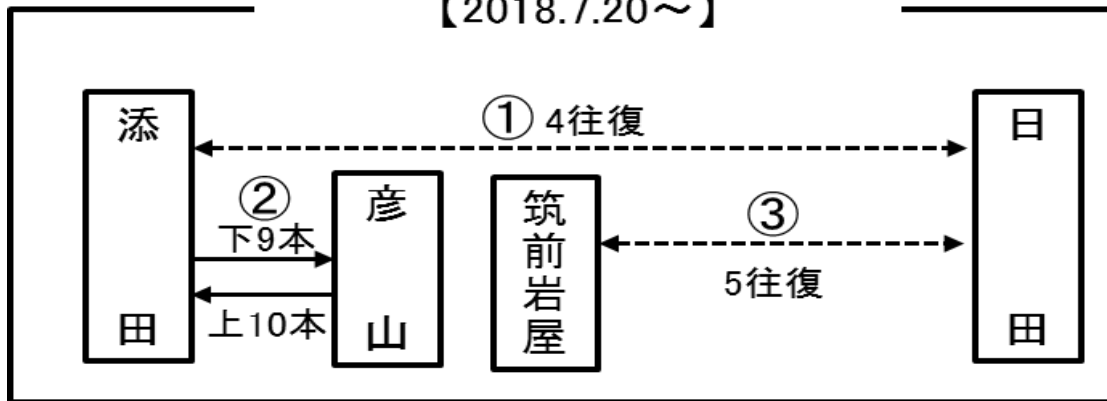 【2018.7.20～】
添田
①4往復
日田
②
下9本
上10本
彦山
筑前岩屋
③
5往復